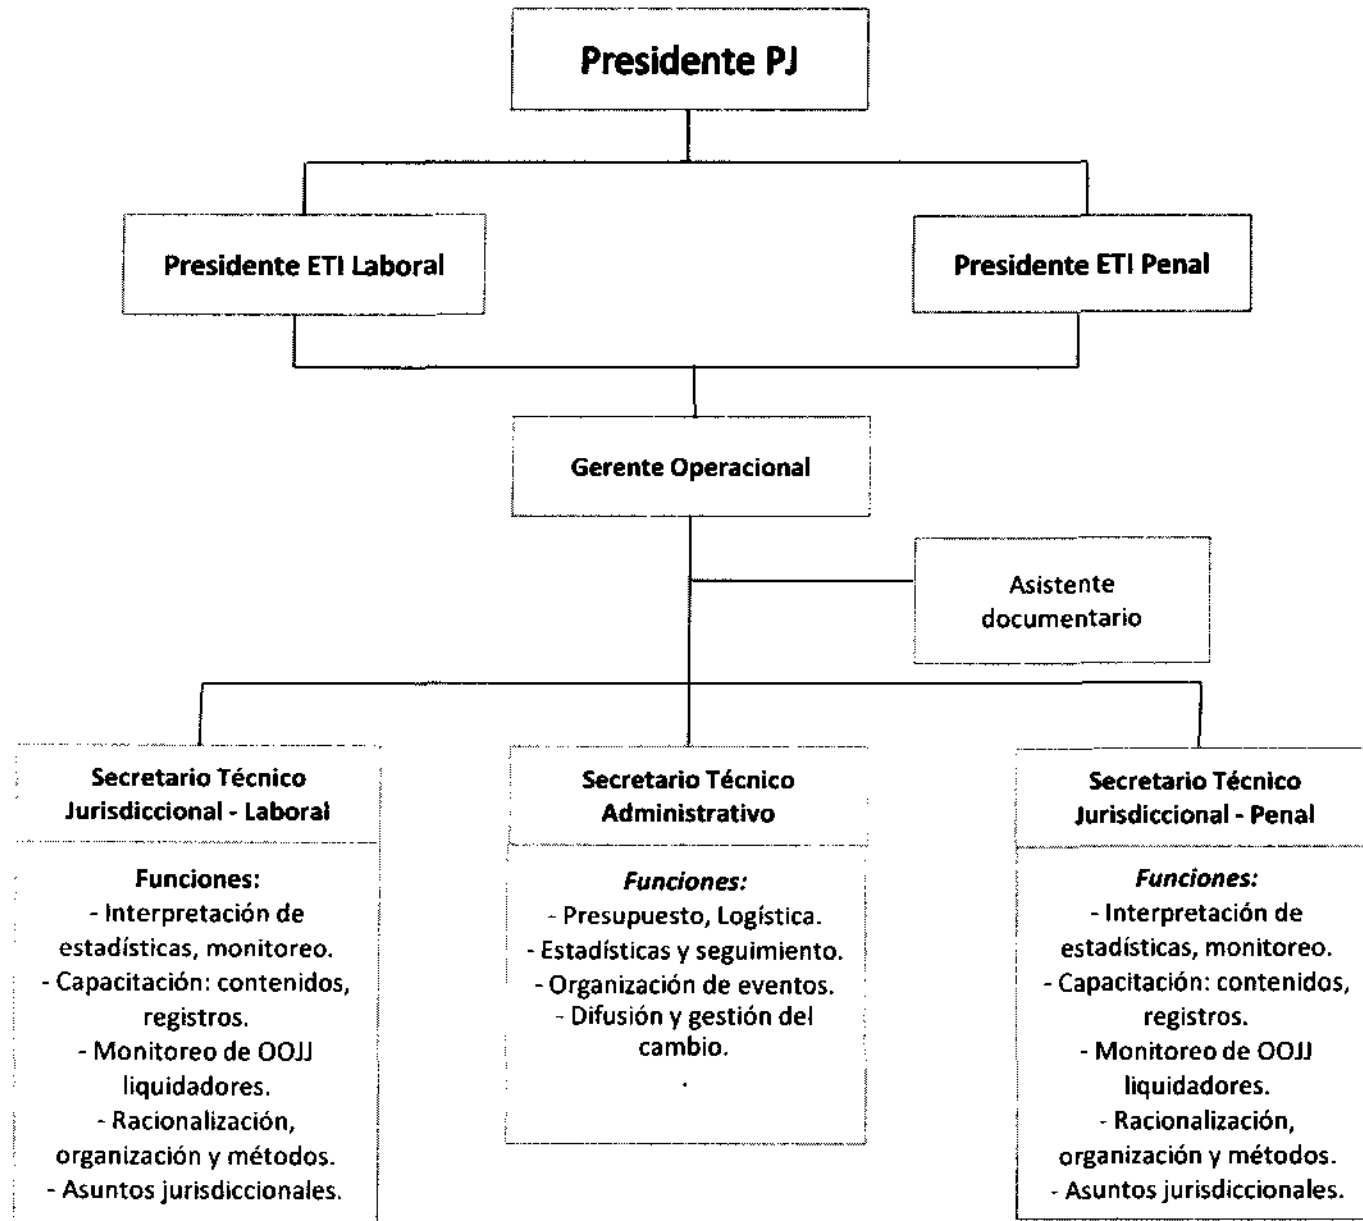 Presidente PJ
Presidente ETI Laboral
Presidente ETI Penal
Gerente Operacional
Asistente
documentario
Secretario Técnico
Jurisdiccional - Laboral
Funciones:
- Interpretación de
estadísticas, monitoreo.
- Capacitación: contenidos,
registros.
- Monitoreo de OOJJ
liquidadores.
- Racionalización,
organización y métodos.
- Asuntos jurisdiccionales.
Secretario Técnico
Administrativo
Funciones:
- Presupuesto, Logística.
- Estadísticas y seguimiento.
- Organización de eventos.
- Difusión y gestión del
cambio.
.
Secretario Técnico
Jurisdiccional - Penal
Funciones:
- Interpretación de
estadísticas, monitoreo.
- Capacitación: contenidos,
registros.
- Monitoreo de OOJJ
liquidadores.
- Racionalización,
organización y métodos.
- Asuntos jurisdiccionales.